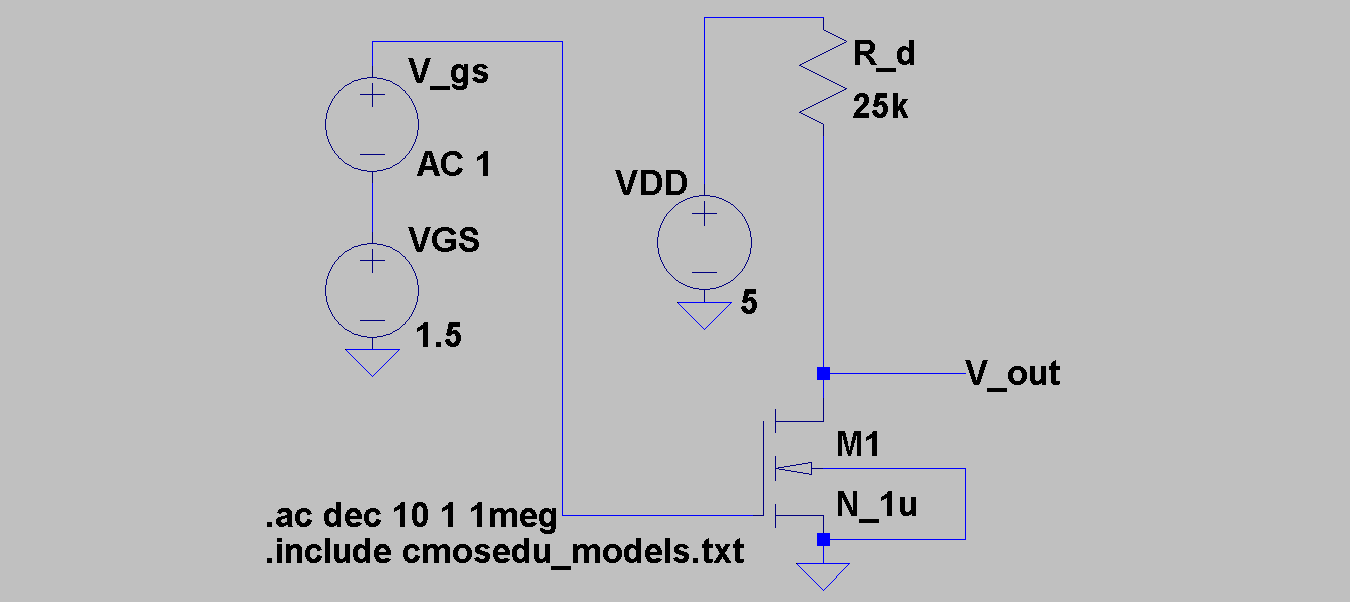 V_gs
AC 1
VGS
1.5
VDD
5
R_d
25k
V_out
M1
N_1u
.ac dec 10 1 1meg
.include cmosedu_models.txt